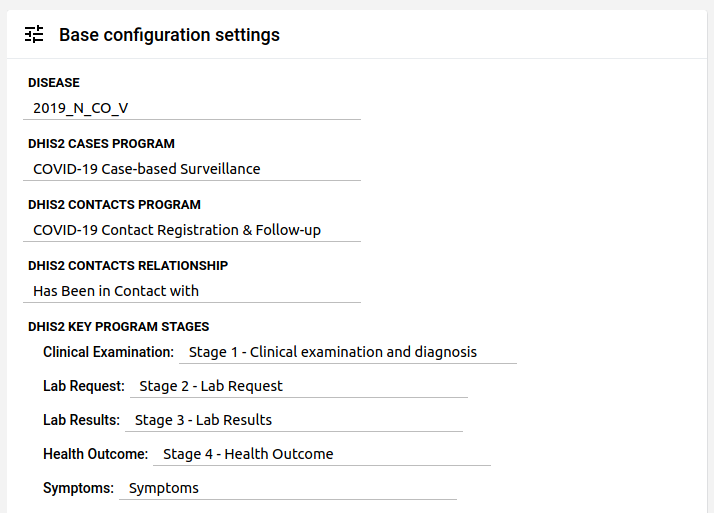 Base configuration settings
DISEASE
2019_N_CO_V
DHIS2 CASES PROGRAM
COVID-19 Case-based Surveillance
DHIS2 CONTACTS PROGRAM
COVID-19 Contact Registration & Follow-up
DHIS2 CONTACTS RELATIONSHIP
Has Been in Contact with
DHIS2 KEY PROGRAM STAGES
Clinical Examination: Stage 1 - Clinical examination and diagnosis
Lab Request: Stage 2 - Lab Request
Lab Results: Stage 3 - Lab Results
Health Outcome: Stage 4 - Health Outcome
Symptoms: Symptoms